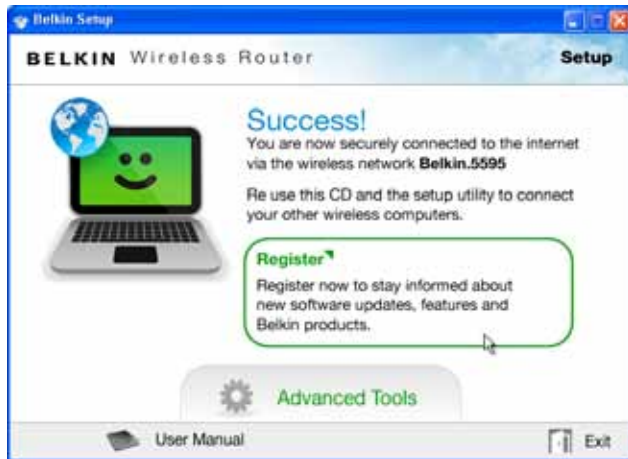 Belkin Setup
BELKIN Wireless Router
Setup
Success!
You are now securely connected to the internet
via the wireless network Belkin.5595
Re use this CD and the setup utility to connect
your other wireless computers.
Register
Register now to stay informed about
new software updates, features and
Belkin products.
Advanced Tools
User Manual
Exit